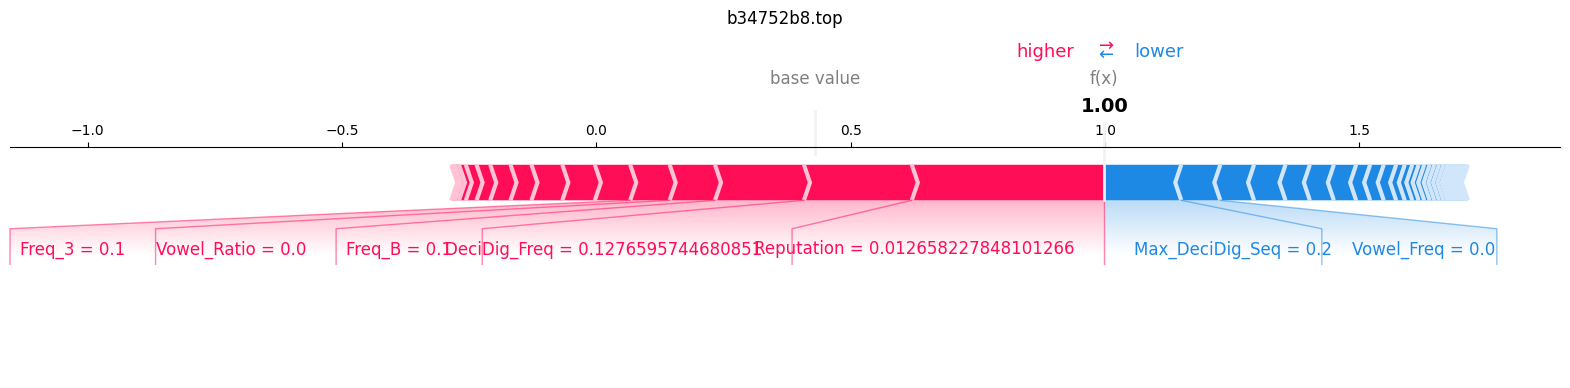 b34752b8.top
higher → ← lower
base value f(x)
1.00
−1.0 −0.5 0.0 0.5 1.0 1.5
Freq_3 = 0.1 Vowel_Ratio = 0.0 Freq_B = 0.1 DeciDig_Freq = 0.1276595744680851 Reputation = 0.012658227848101266 Max_DeciDig_Seq = 0.2 Vowel_Freq = 0.0